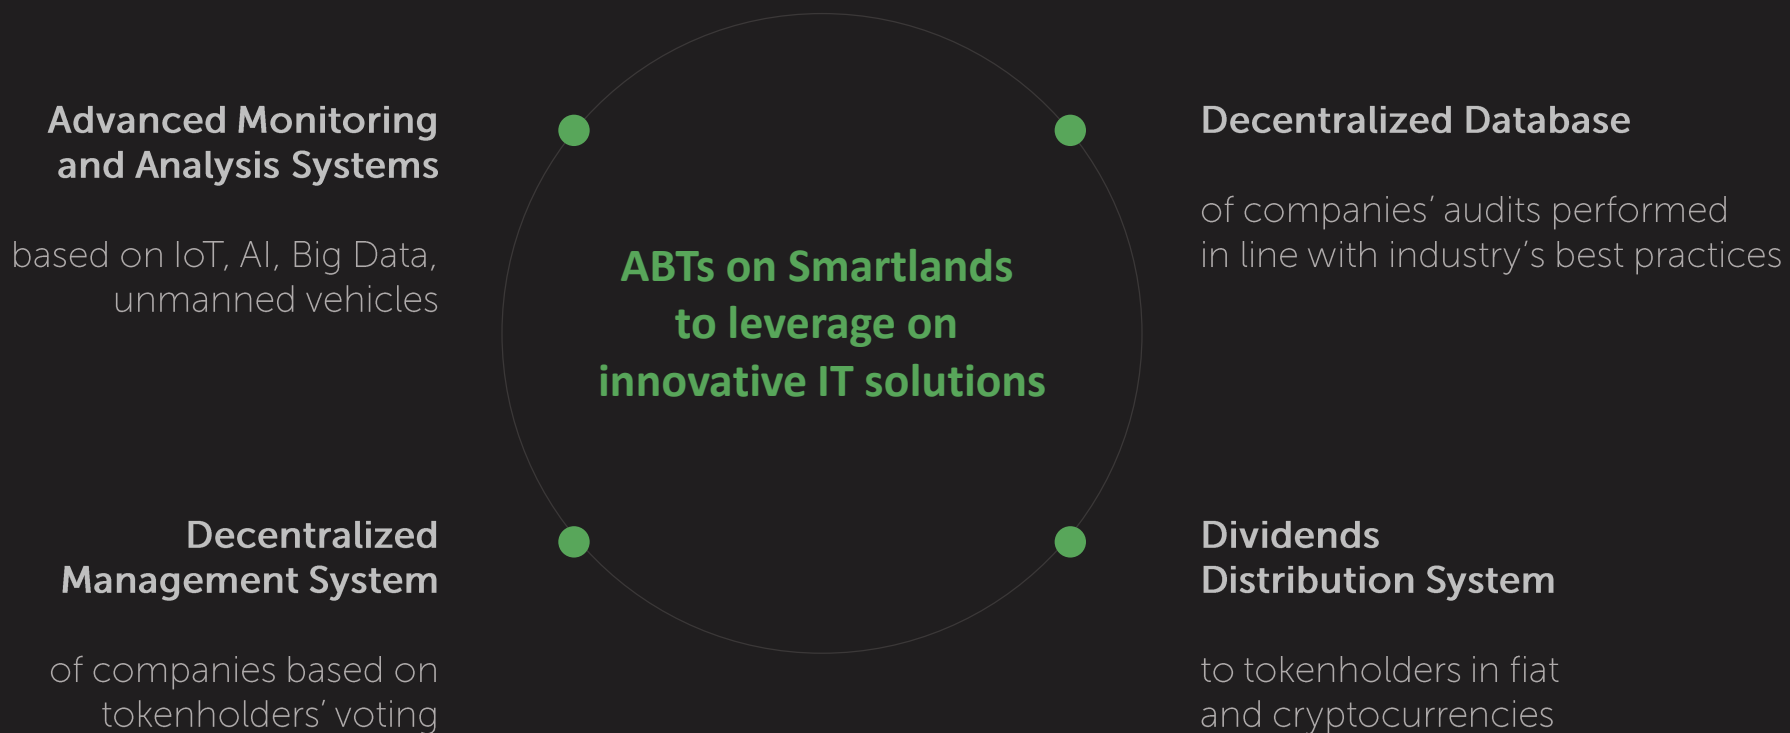 Advanced Monitoring
and Analysis Systems
based on IoT, AI, Big Data,
unmanned vehicles
Decentralized Database
of companies’ audits performed
in line with industry’s best practices
ABTs on Smartlands
to leverage on
innovative IT solutions
Decentralized
Management System
of companies based on
tokenholders’ voting
Dividends
Distribution System
to tokenholders in fiat
and cryptocurrencies